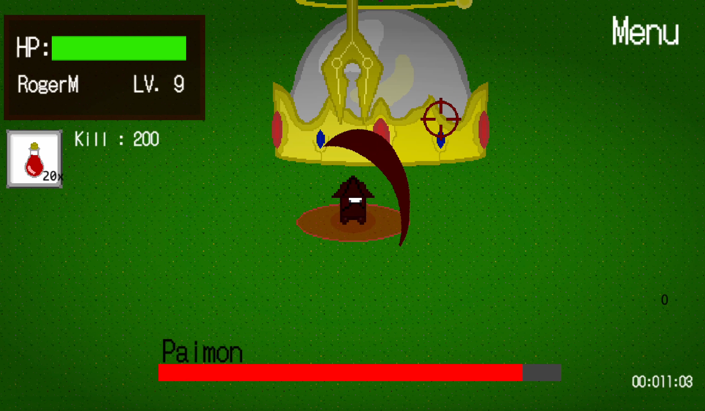 HP:
Menu
RogerM LV. 9
Kill : 200
20x
0
Paimon
00:011:03